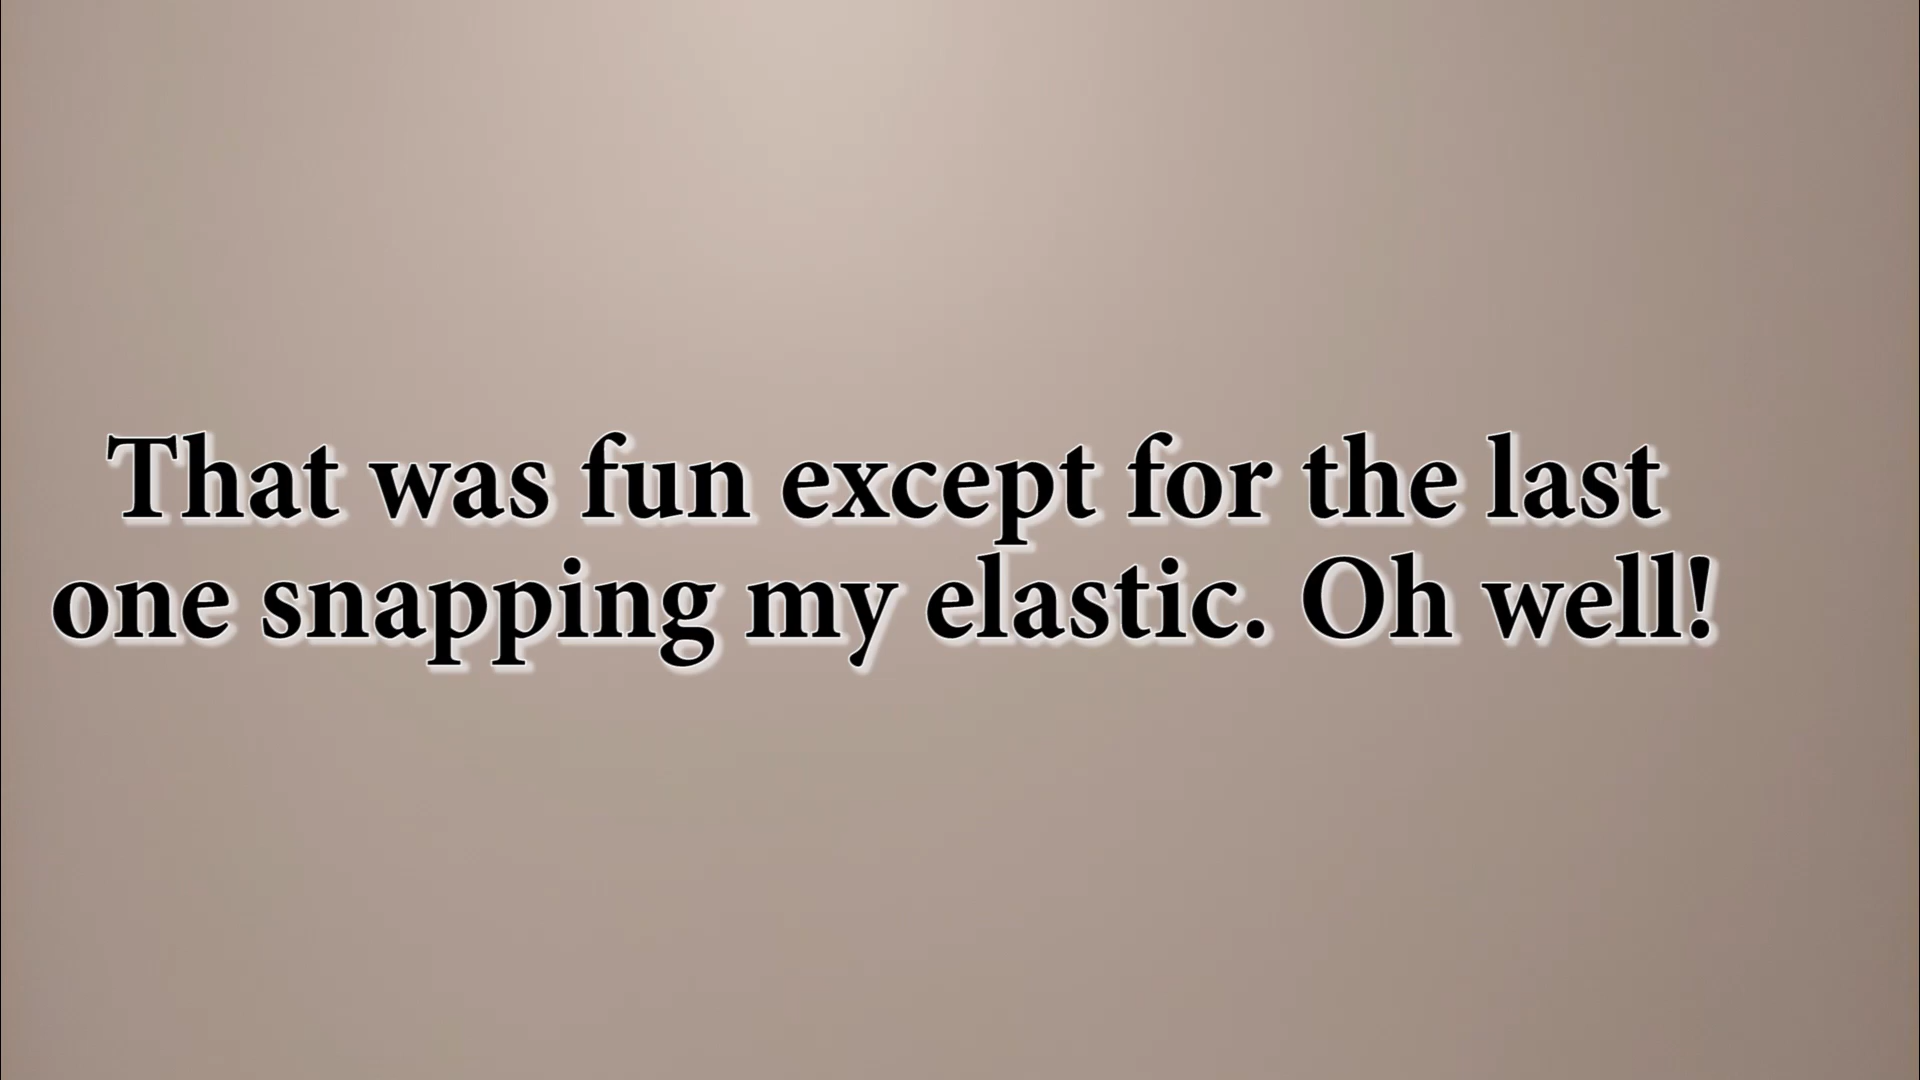 That was fun except for the last
one snapping my elastic. Oh well!